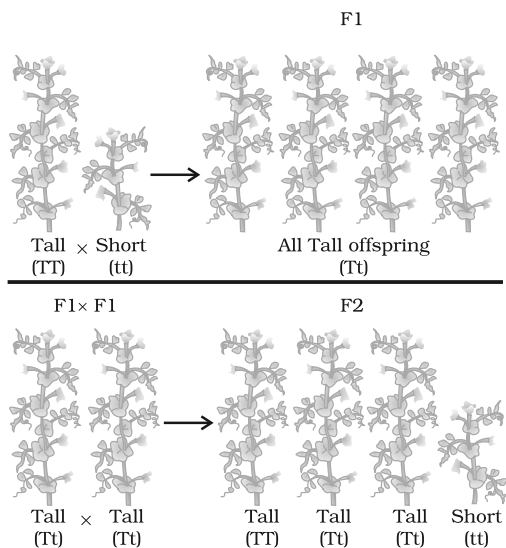 F1
Tall × Short
(TT) (tt)
All Tall offspring
(Tt)
F1× F1
F2
Tall × Tall
(Tt) (Tt)
Tall Tall Tall Short
(TT) (Tt) (Tt) (tt)